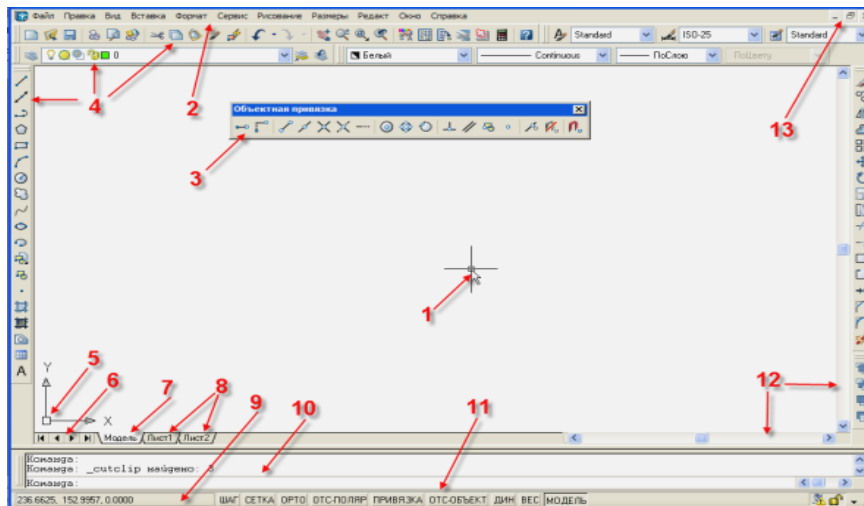 Файл Правка Вид Вставка Формат Сервис Рисование Размеры Редакт Окно Справка
Standard ISO-25 Standard
0 Белый Continuous ПоСлою ПоЦвету
4
2
13
Объектная привязка
3
1
5
Y
6
7
8
9
10
11
12
X
A
Модель Лист1 Лист2
Команда:
Команда: _cutclip найдено: 3
Команда:
236.6625, 152.9957, 0.0000 ШАГ СЕТКА ОРТО ОТС-ПОЛЯР ПРИВЯЗКА ОТС-ОБЪЕКТ ДИН ВЕС МОДЕЛЬ